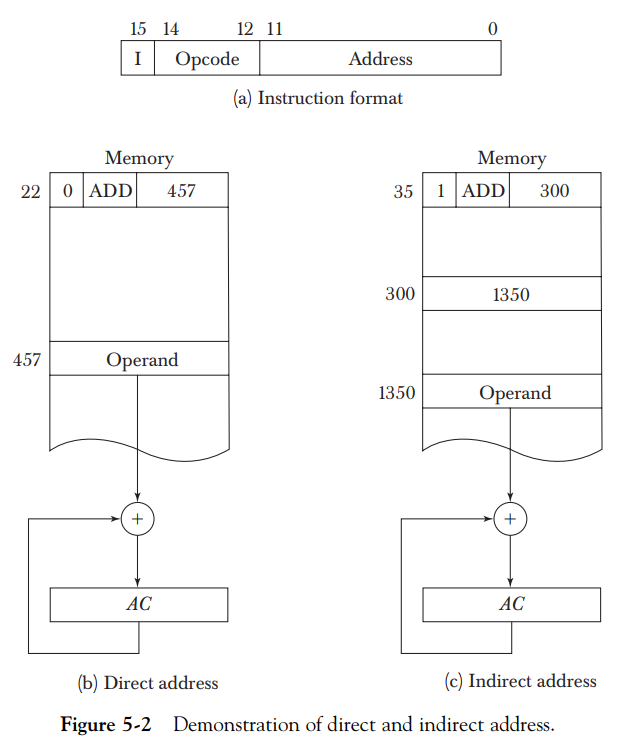 15 14 12 11 0
I Opcode Address
(a) Instruction format
Memory Memory
22 0 ADD 457 35 1 ADD 300
300 1350
457 Operand
1350 Operand
+ +
AC AC
(b) Direct address (c) Indirect address
Figure 5-2 Demonstration of direct and indirect address.